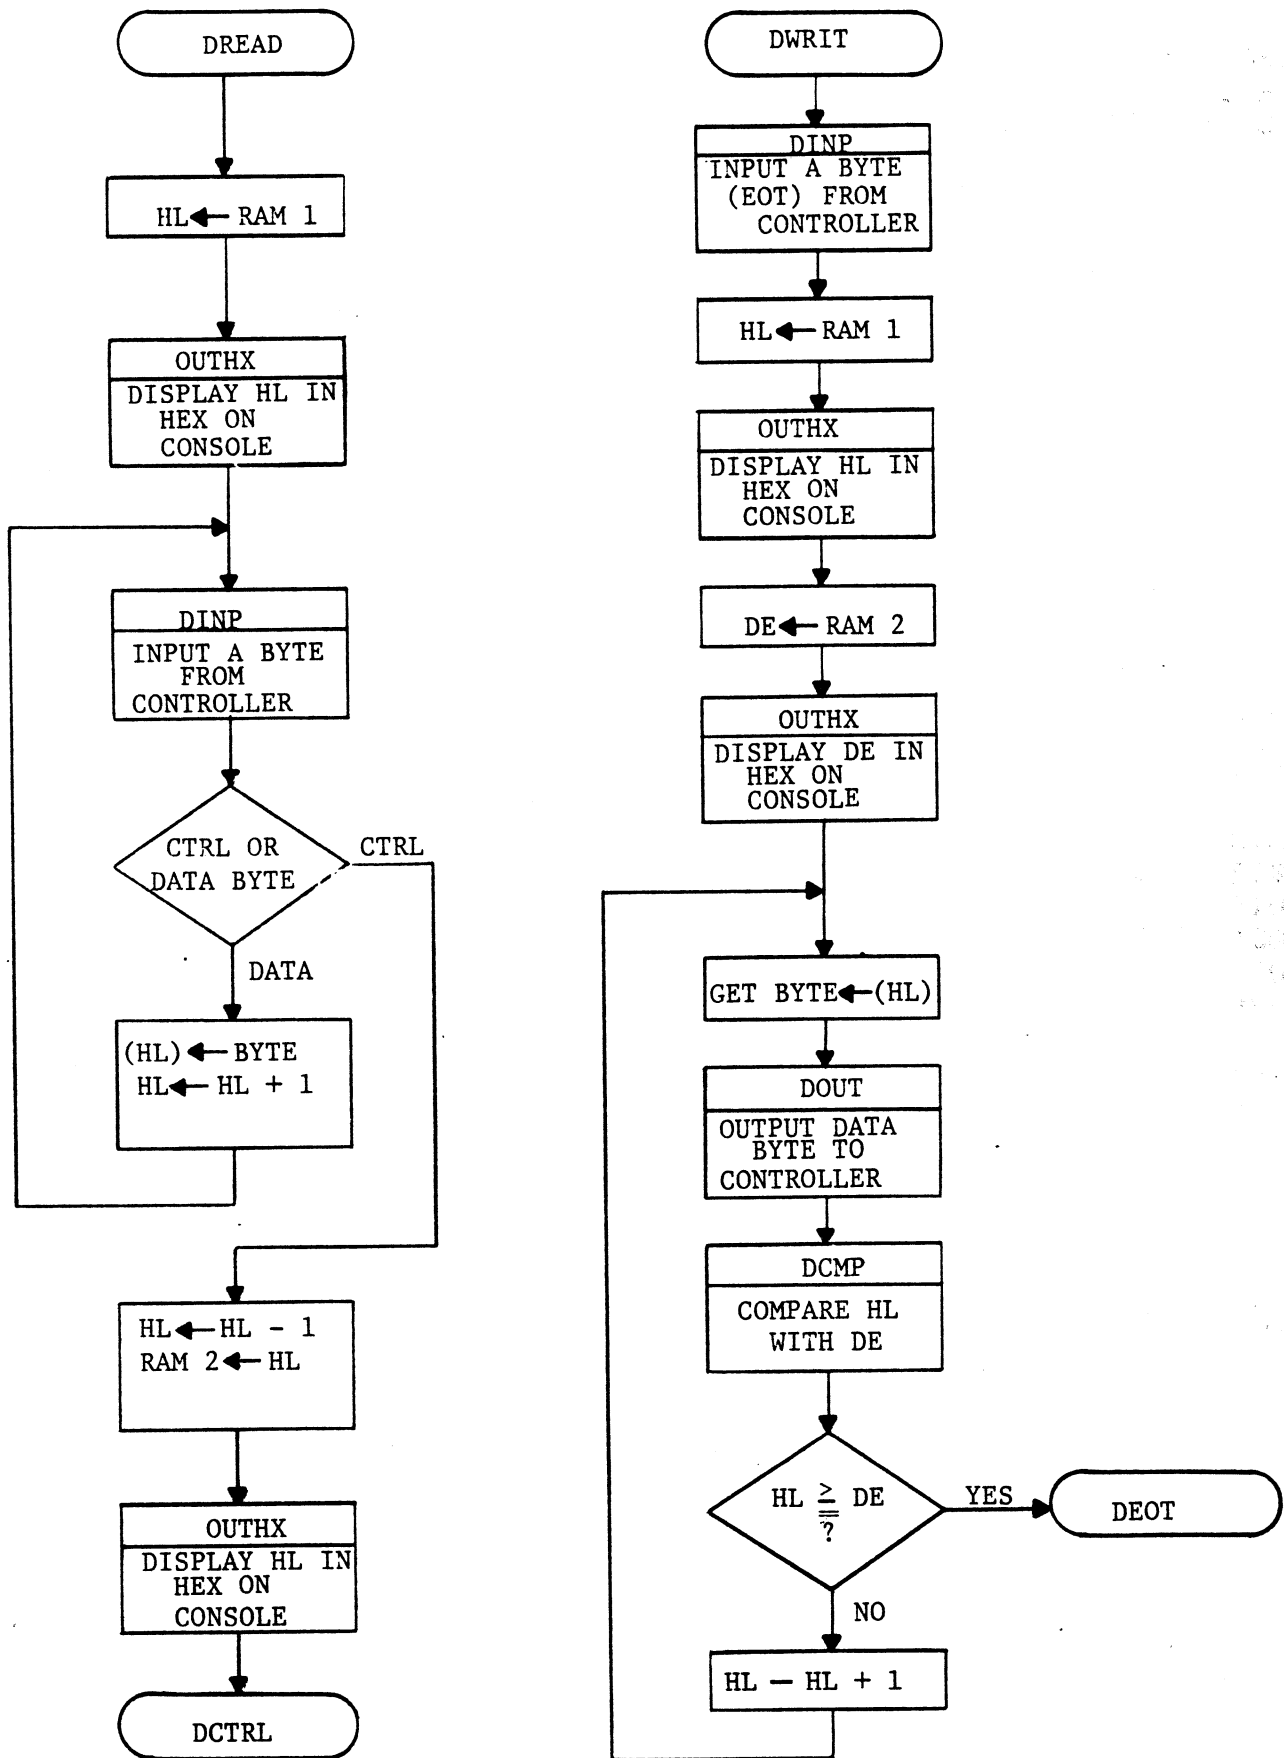 DREAD
HL ← RAM 1
OUTHX
DISPLAY HL IN
HEX ON
CONSOLE
DINP
INPUT A BYTE
FROM
CONTROLLER
CTRL OR
DATA BYTE
CTRL
DATA
(HL) ← BYTE
HL ← HL + 1
HL ← HL - 1
RAM 2 ← HL
OUTHX
DISPLAY HL IN
HEX ON
CONSOLE
DCTRL
DWRIT
DINP
INPUT A BYTE
(EOT) FROM
CONTROLLER
HL ← RAM 1
OUTHX
DISPLAY HL IN
HEX ON
CONSOLE
DE ← RAM 2
OUTHX
DISPLAY DE IN
HEX ON
CONSOLE
GET BYTE ← (HL)
DOUT
OUTPUT DATA
BYTE TO
CONTROLLER
DCMP
COMPARE HL
WITH DE
HL ≥ DE
?
YES
DEOT
NO
HL — HL + 1